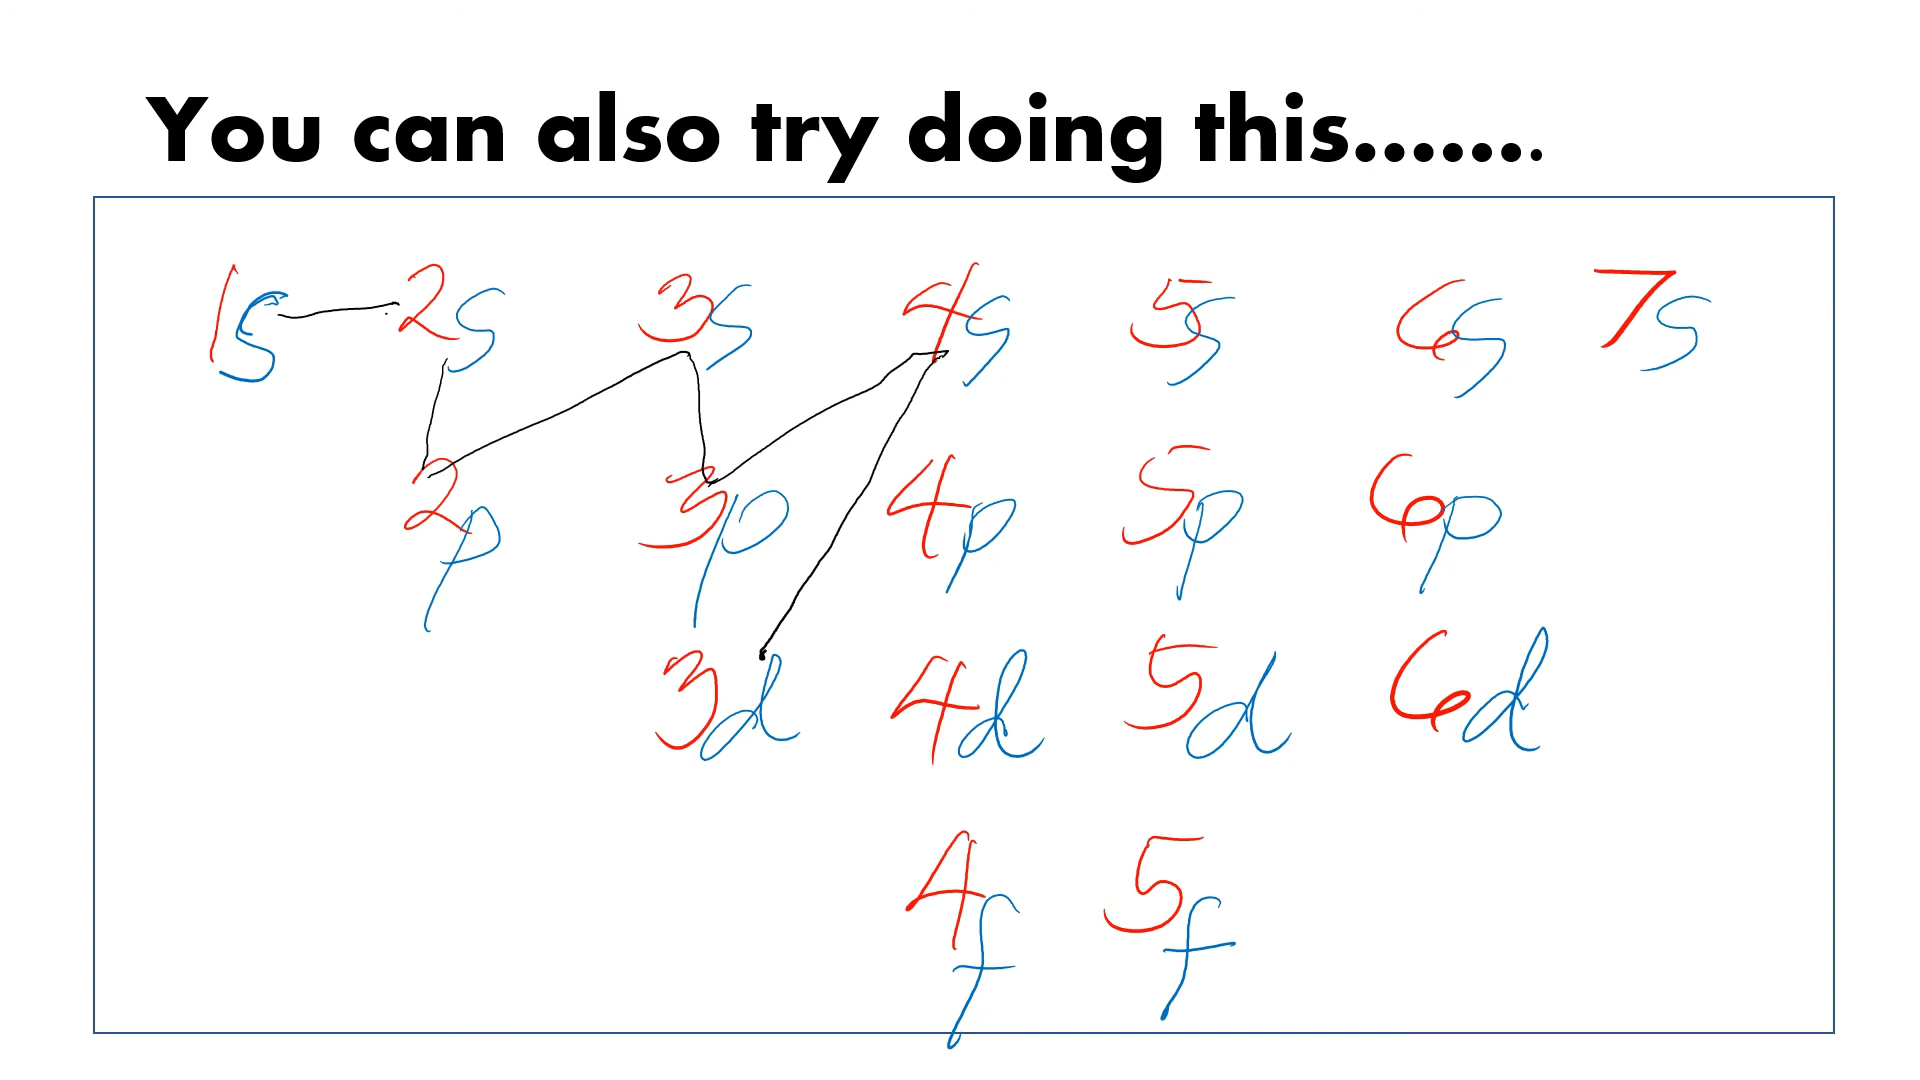 You can also try doing this.......
1s 2s 3s 4s 5s 6s 7s
2p 3p 4p 5p 6p
3d 4d 5d 6d
4f 5f